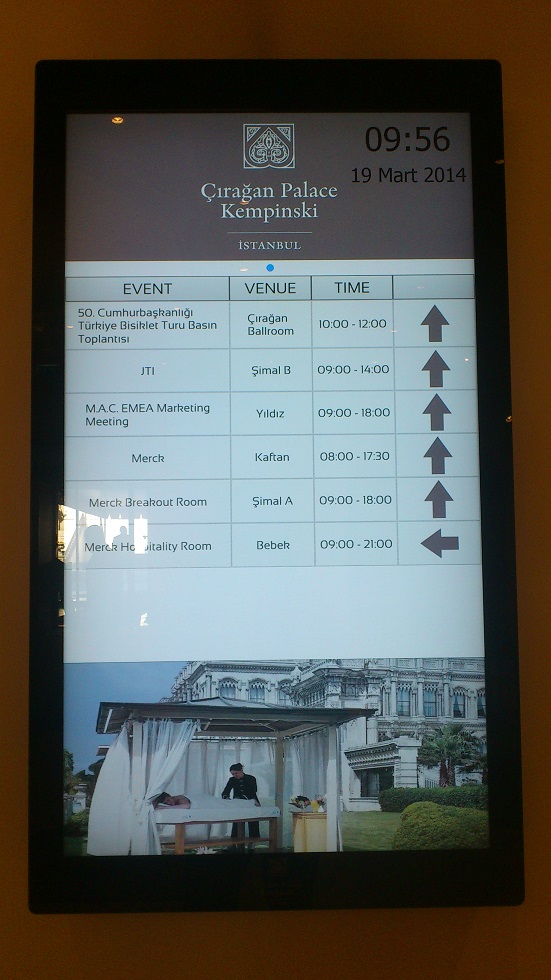 09:56
19 Mart 2014
Çırağan Palace
Kempinski
İSTANBUL
EVENT VENUE TIME
50. Cumhurbaşkanlığı
Türkiye Bisiklet Turu Basın
Toplantısı
Çırağan
Ballroom
10:00 - 12:00
JTI Şimal B 09:00 - 14:00
M.A.C. EMEA Marketing
Meeting
Yıldız 09:00 - 18:00
Merck Kaftan 08:00 - 17:30
Merck Breakout Room Şimal A 09:00 - 18:00
Merck Room Bebek 09:00 - 21:00